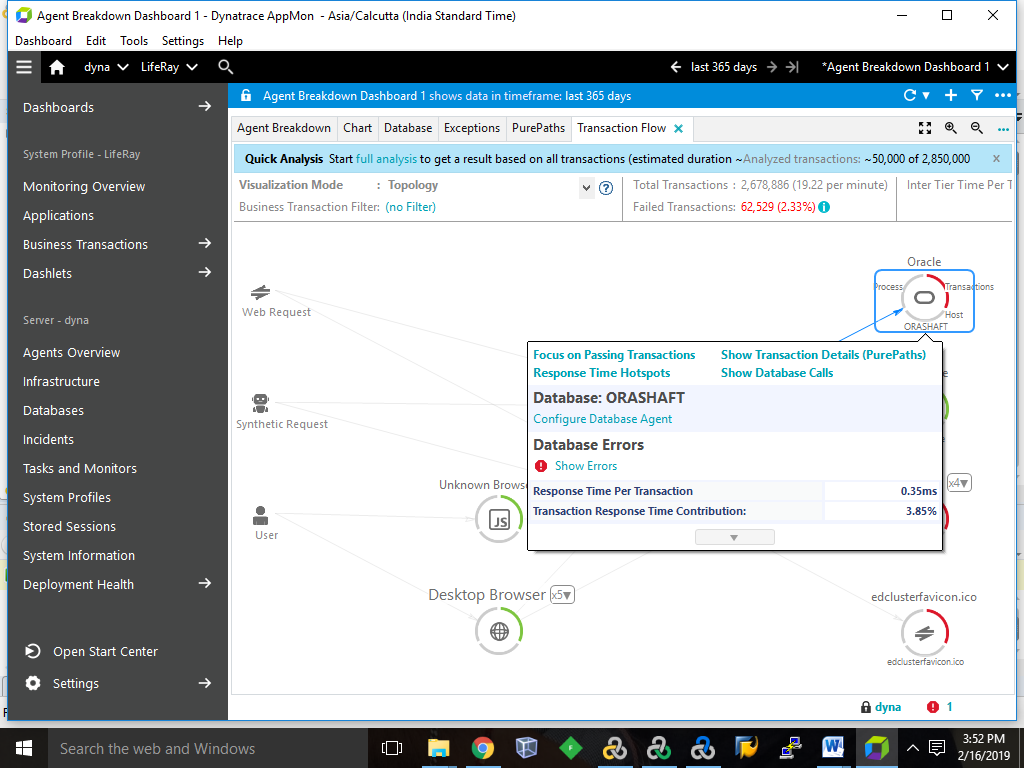 Agent Breakdown Dashboard 1 - Dynatrace AppMon - Asia/Calcutta (India Standard Time)
Dashboard Edit Tools Settings Help
dyna LifeRay last 365 days *Agent Breakdown Dashboard 1
Agent Breakdown Dashboard 1 shows data in timeframe: last 365 days
Dashboards
System Profile - LifeRay
Monitoring Overview
Applications
Business Transactions
Dashlets
Server - dyna
Agents Overview
Infrastructure
Databases
Incidents
Tasks and Monitors
System Profiles
Stored Sessions
System Information
Deployment Health
Open Start Center
Settings
Agent Breakdown Chart Database Exceptions PurePaths Transaction Flow
Quick Analysis Start full analysis to get a result based on all transactions (estimated duration ~Analyzed transactions: ~50,000 of 2,850,000
Visualization Mode : Topology
Business Transaction Filter: (no Filter)
Total Transactions : 2,678,886 (19.22 per minute)
Failed Transactions: 62,529 (2.33%)
Inter Tier Time Per T
Oracle
Process Transactions
Host
ORASHAFT
Web Request
Synthetic Request
Unknown Browse
JS
User
Desktop Browser x5
Focus on Passing Transactions Show Transaction Details (PurePaths)
Response Time Hotspots Show Database Calls
Database: ORASHAFT
Configure Database Agent
Database Errors
Show Errors
Response Time Per Transaction 0.35ms
Transaction Response Time Contribution: 3.85%
x4
edclusterfavicon.ico
edclusterfavicon.ico
dyna 1
Search the web and Windows
3:52 PM
2/16/2019